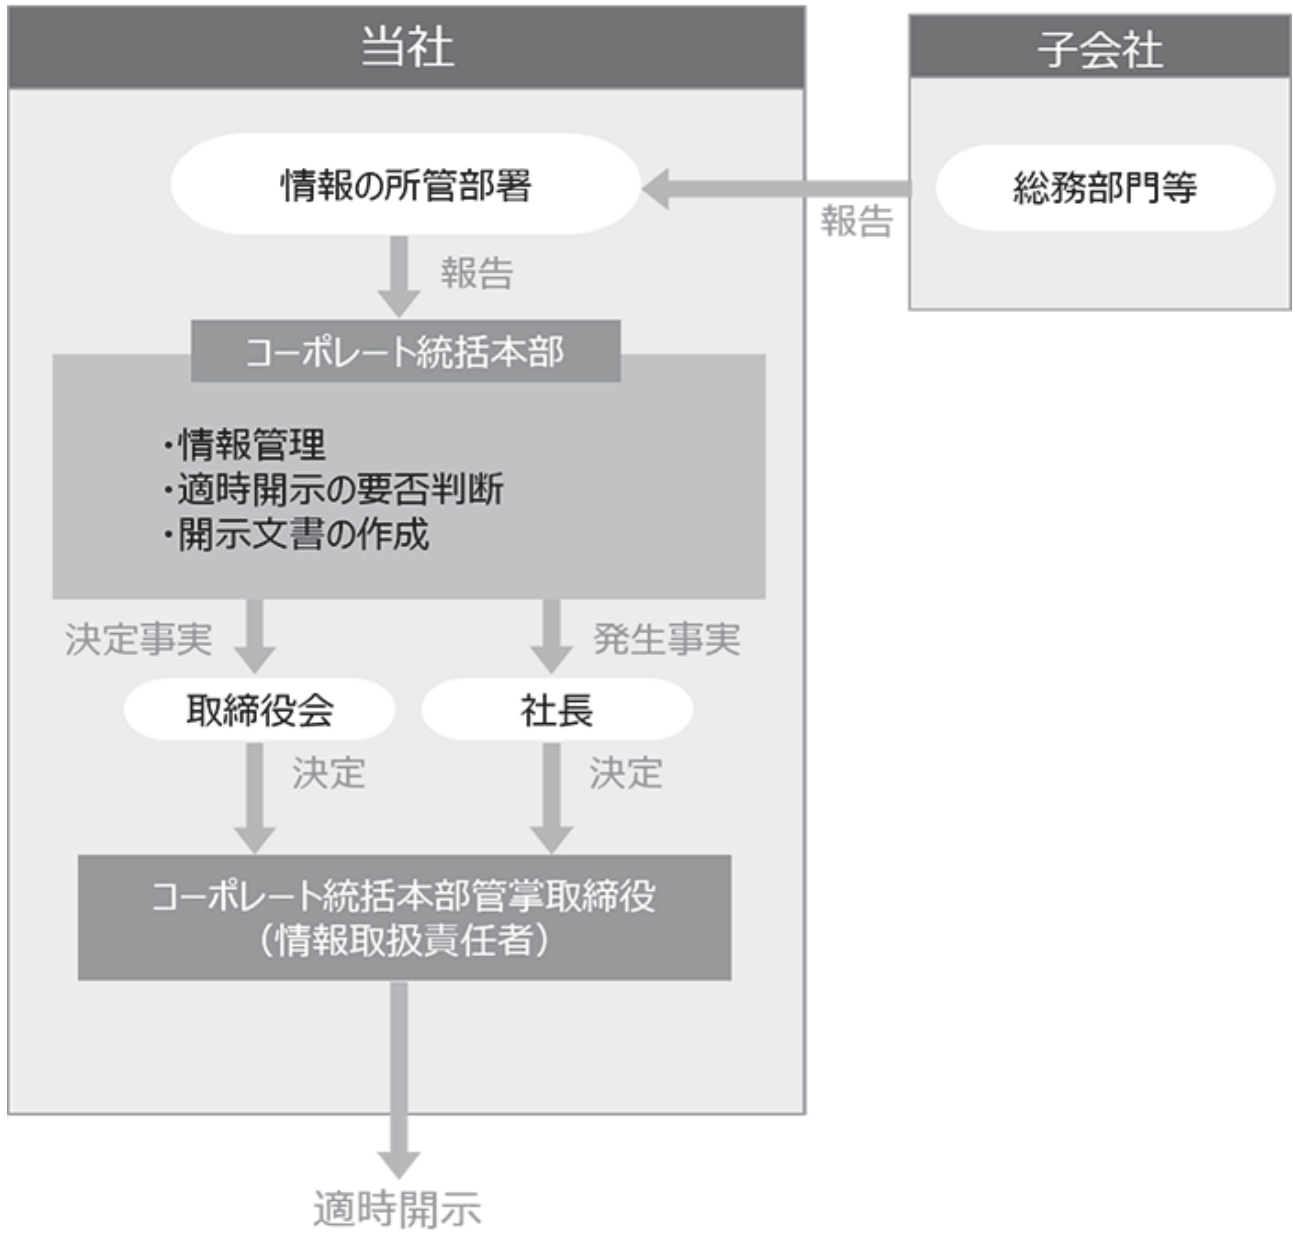 当社
子会社
情報の所管部署
総務部門等
報告
報告
コーポレート統括本部
・情報管理
・適時開示の要否判断
・開示文書の作成
決定事実
発生事実
取締役会
社長
決定
決定
コーポレート統括本部管掌取締役
（情報取扱責任者）
適時開示